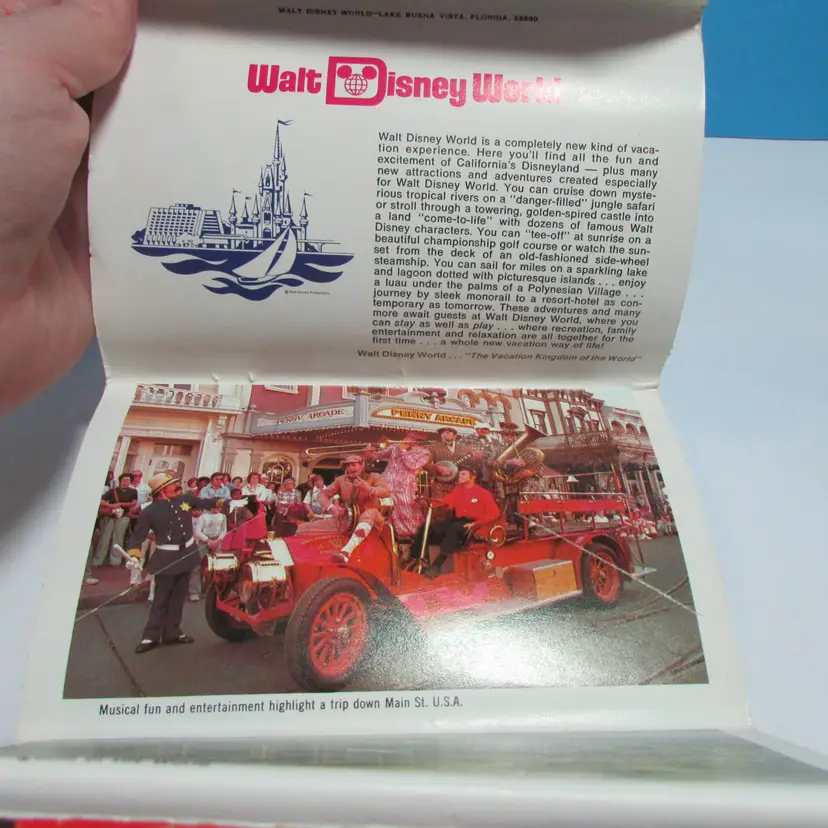 WALT DISNEY WORLD—LAKE BUENA VISTA, FLORIDA, 32830
Walt Disney World
Walt Disney World is a completely new kind of vaca-
tion experience. Here you'll find all the fun and
excitement of California's Disneyland — plus many
new attractions and adventures created especially
for Walt Disney World. You can cruise down myste-
rious tropical rivers on a "danger-filled" jungle safari
or stroll through a towering, golden-spired castle into
a land "come-to-life" with dozens of famous Walt
Disney characters. You can "tee-off" at sunrise on a
beautiful championship golf course or watch the sun-
set from the deck of an old-fashioned side-wheel
steamship. You can sail for miles on a sparkling lake
and lagoon dotted with picturesque islands . . . enjoy
a luau under the palms of a Polynesian Village . . .
journey by sleek monorail to a resort-hotel as con-
temporary as tomorrow. These adventures and many
more await guests at Walt Disney World, where you
can stay as well as play . . . where recreation, family
entertainment and relaxation are all together for the
first time . . . a whole new vacation way of life!
© Walt Disney Productions
Walt Disney World . . . "The Vacation Kingdom of the World"
PENNY ARCADE
PENNY ARCADE
Musical fun and entertainment highlight a trip down Main St. U.S.A.